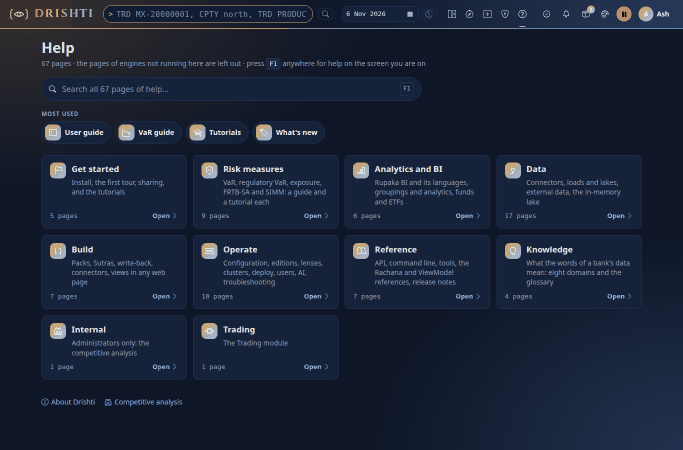 DRISHTI
> TRD MX-20000001, CPTY north, TRD PRODUC
6 Nov 2026
5
A
Ash
Help
67 pages · the pages of engines not running here are left out · press F1 anywhere for help on the screen you are on
Search all 67 pages of help...
F1
MOST USED
User guide
VaR guide
Tutorials
What's new
Get started
Install, the first tour, sharing,
and the tutorials
5 pages
Open
Risk measures
VaR, regulatory VaR, exposure,
FRTB-SA and SIMM: a guide and
a tutorial each
9 pages
Open
Analytics and BI
Rupaka BI and its languages,
groupings and analytics, funds
and ETFs
6 pages
Open
Data
Connectors, loads and lakes,
external data, the in-memory
lake
17 pages
Open
Build
Packs, Sutras, write-back,
connectors, views in any web
page
7 pages
Open
Operate
Configuration, editions, lenses,
clusters, deploy, users, AI,
troubleshooting
10 pages
Open
Reference
API, command line, tools, the
Rachana and ViewModel
references, release notes
7 pages
Open
Knowledge
What the words of a bank's data
mean: eight domains and the
glossary
4 pages
Open
Internal
Administrators only: the
competitive analysis
1 page
Open
Trading
The Trading module
1 page
Open
About Drishti
Competitive analysis